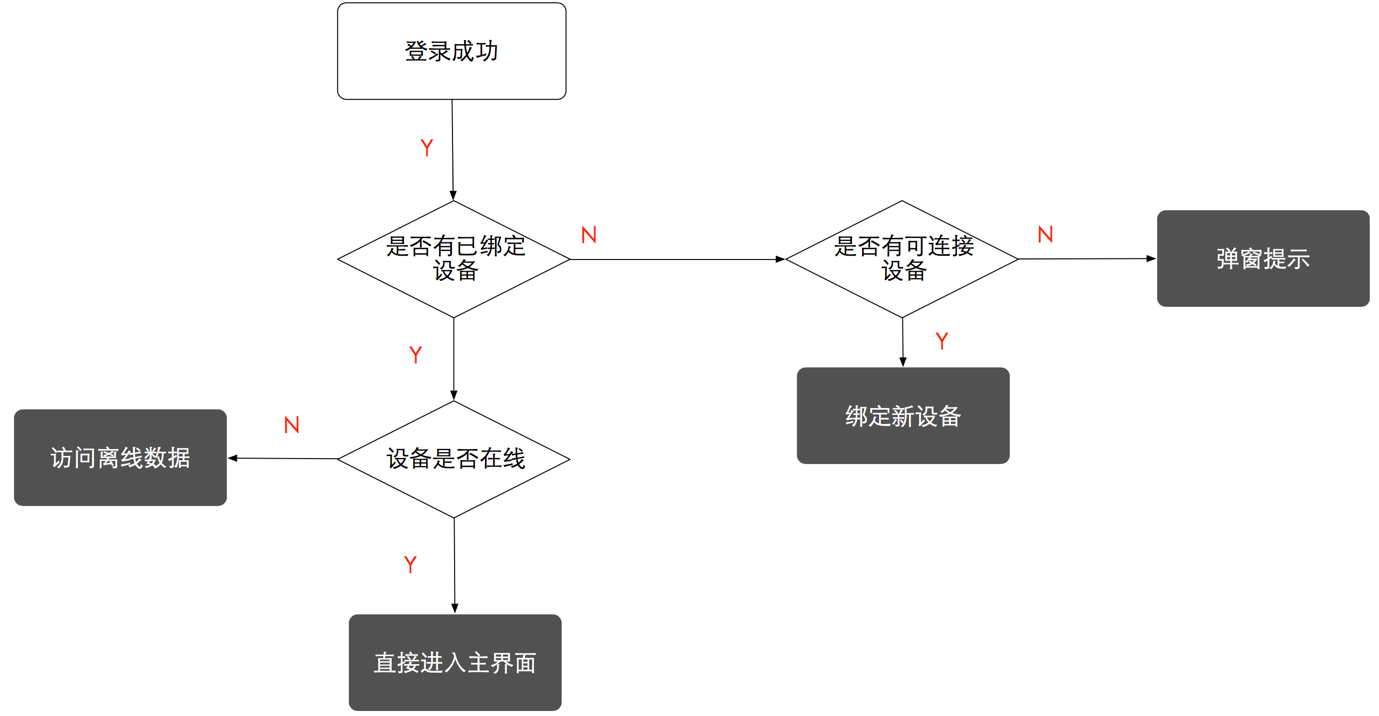 登录成功
Y
是否有已绑定
设备
N
是否有可连接
设备
N
弹窗提示
Y
Y
绑定新设备
访问离线数据
N
设备是否在线
Y
直接进入主界面